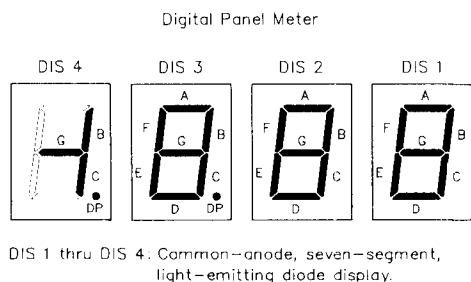 Digital Panel Meter
DIS 4 DIS 3 DIS 2 DIS 1
A A A
F B F B F B
G G G G
B
E C E C E C
C
D DP D D
DP
DIS 1 thru DIS 4: Common-anode, seven-segment,
light-emitting diode display.